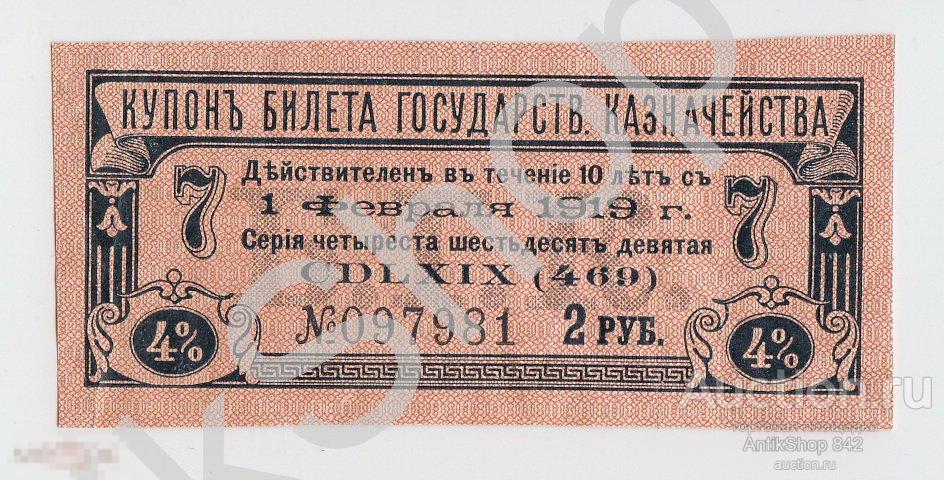 КУПОНЪ БИЛЕТА ГОСУДАРСТВ. КАЗНАЧЕЙСТВА
7 7
Дѣйствителенъ въ теченіе 10 лѣтъ съ
1 Февраля 1919 г.
Серія четыреста шестьдесятъ девятая
CDLXIX (469)
№097981 2 РУБ.
4% 4%
kShop
Auction.ru
AntikShop 842
auction.ru